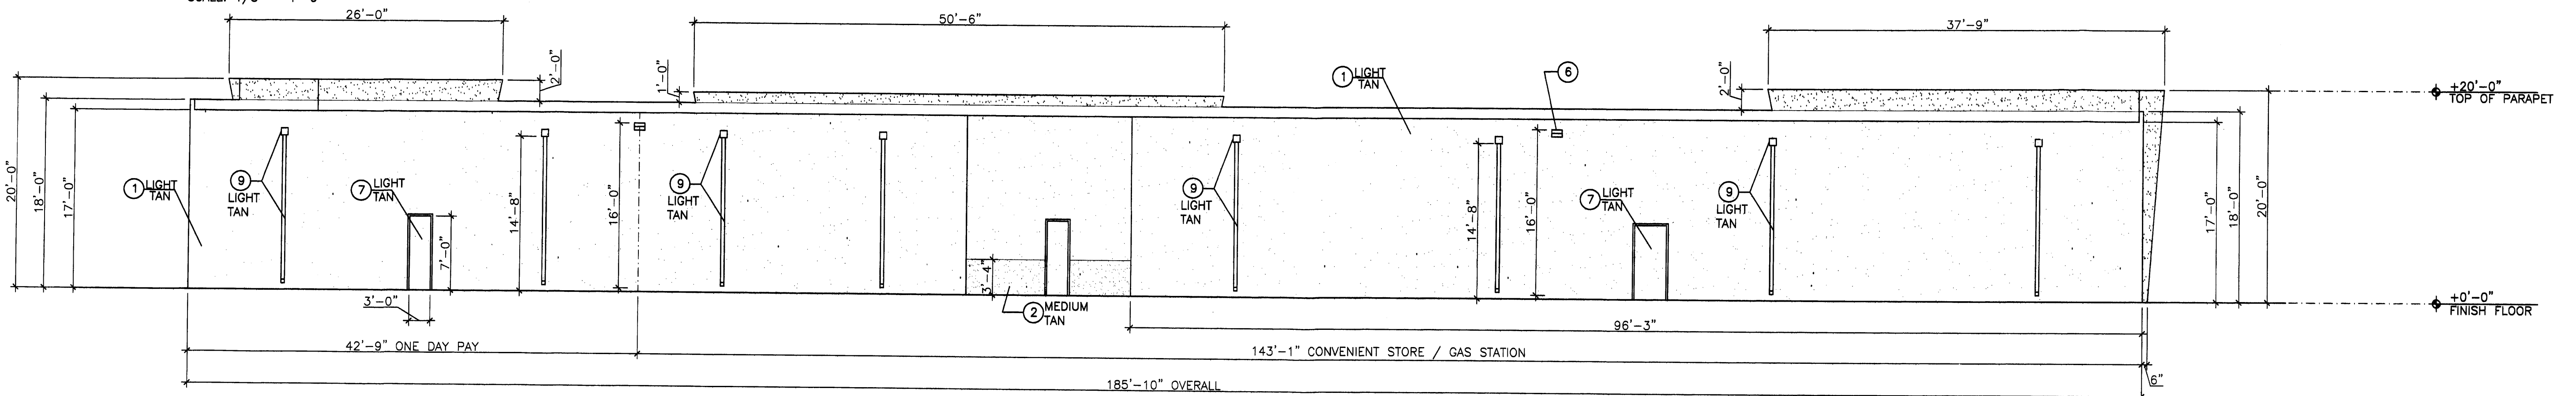 26'-0"
50'-6"
37'-9"
2'-0"
1'-0"
2'-0"
1 LIGHT
TAN
6
+20'-0"
TOP OF PARAPET
20'-0"
18'-0"
17'-0"
1 LIGHT
TAN
9
LIGHT
TAN
7 LIGHT
TAN
7'-0"
3'-0"
14'-8"
16'-0"
9
LIGHT
TAN
3'-4"
2 MEDIUM
TAN
9
LIGHT
TAN
14'-8"
16'-0"
7 LIGHT
TAN
9
LIGHT
TAN
17'-0"
18'-0"
20'-0"
+0'-0"
FINISH FLOOR
96'-3"
42'-9" ONE DAY PAY
143'-1" CONVENIENT STORE / GAS STATION
185'-10" OVERALL
6"